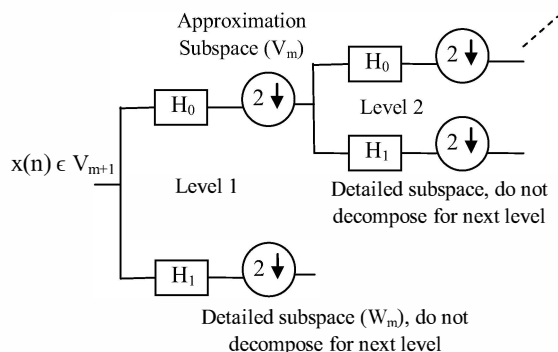 Approximation
Subspace (Vₘ)
H₀
2
H₀
2
Level 2
H₁
2
x(n) ϵ Vₘ₊₁
Level 1
Detailed subspace, do not
decompose for next level
H₁
2
Detailed subspace (Wₘ), do not
decompose for next level